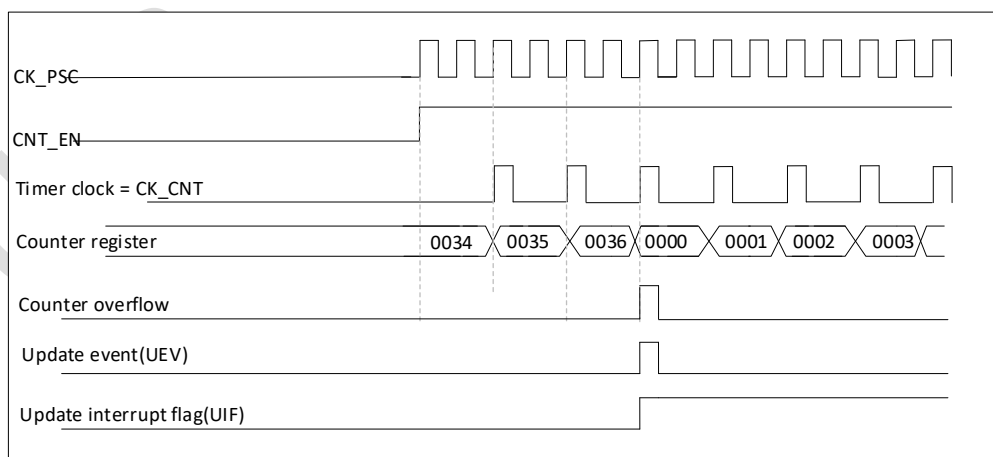 CK_PSC
CNT_EN
Timer clock = CK_CNT
Counter register 0034 0035 0036 0000 0001 0002 0003
Counter overflow
Update event(UEV)
Update interrupt flag(UIF)